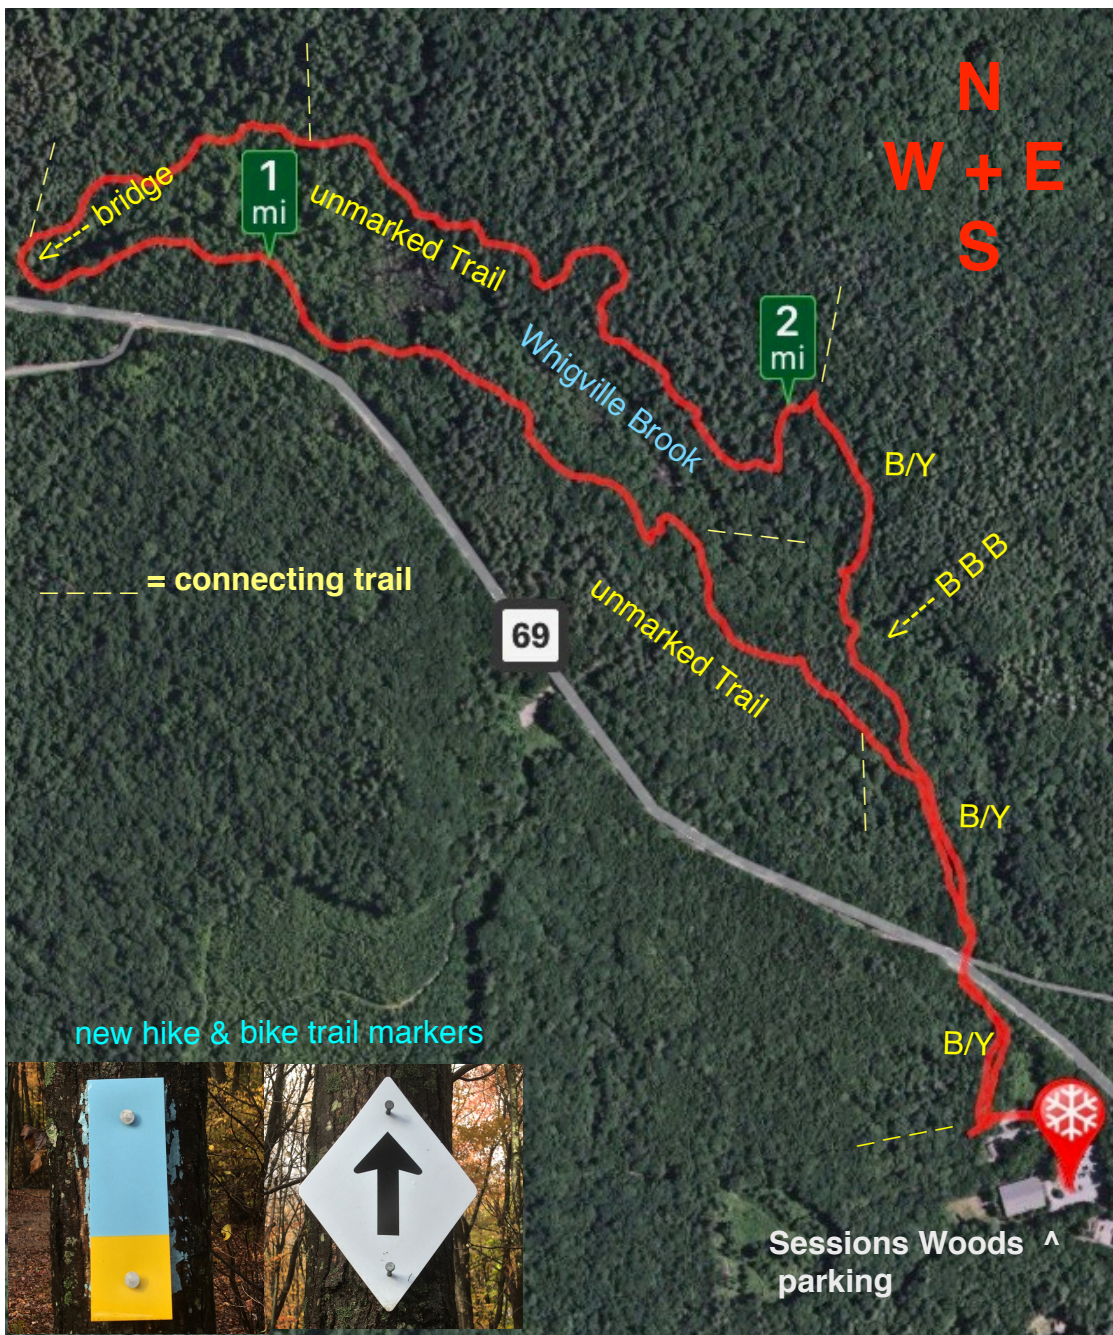 N
W + E
S
1
mi
bridge
unmarked Trail
2
mi
Whigville Brook
B/Y
B B B
_ _ _ _ _ = connecting trail
69
unmarked Trail
B/Y
new hike & bike trail markers
B/Y
Sessions Woods ^
parking